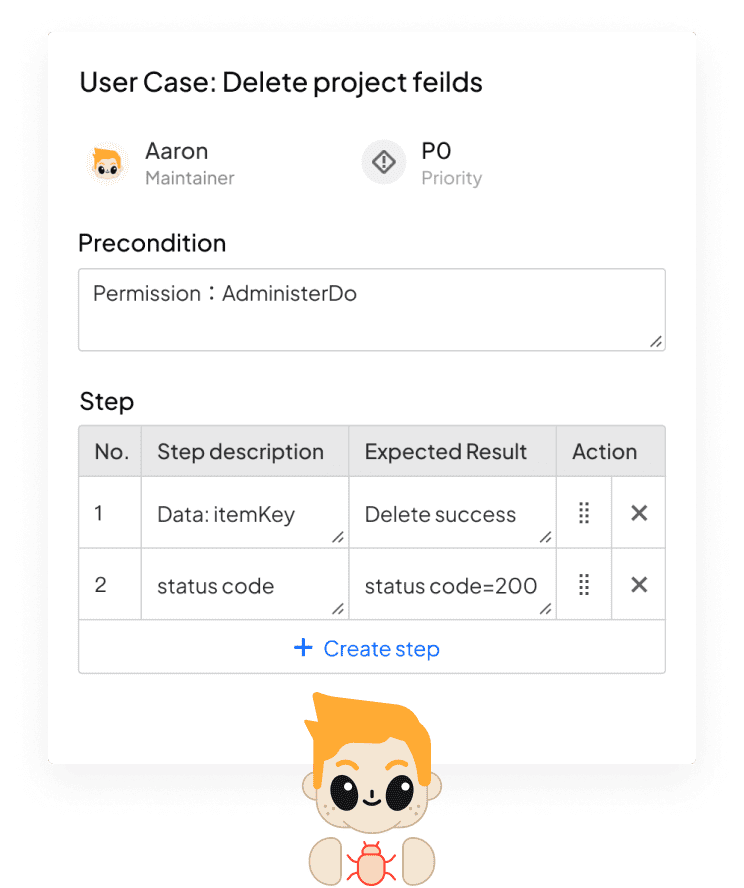 User Case: Delete project feilds
Aaron
Maintainer
P0
Priority
Precondition
Permission：AdministerDo
Step
No. Step description Expected Result Action
1 Data: itemKey Delete success
2 status code status code=200
+ Create step